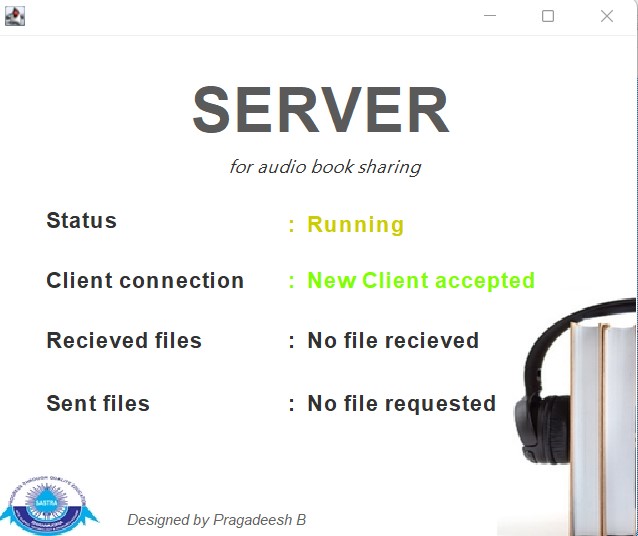 SERVER
for audio book sharing
Status : Running
Client connection : New Client accepted
Recieved files : No file recieved
Sent files : No file requested
SASTRA
Designed by Pragadeesh B